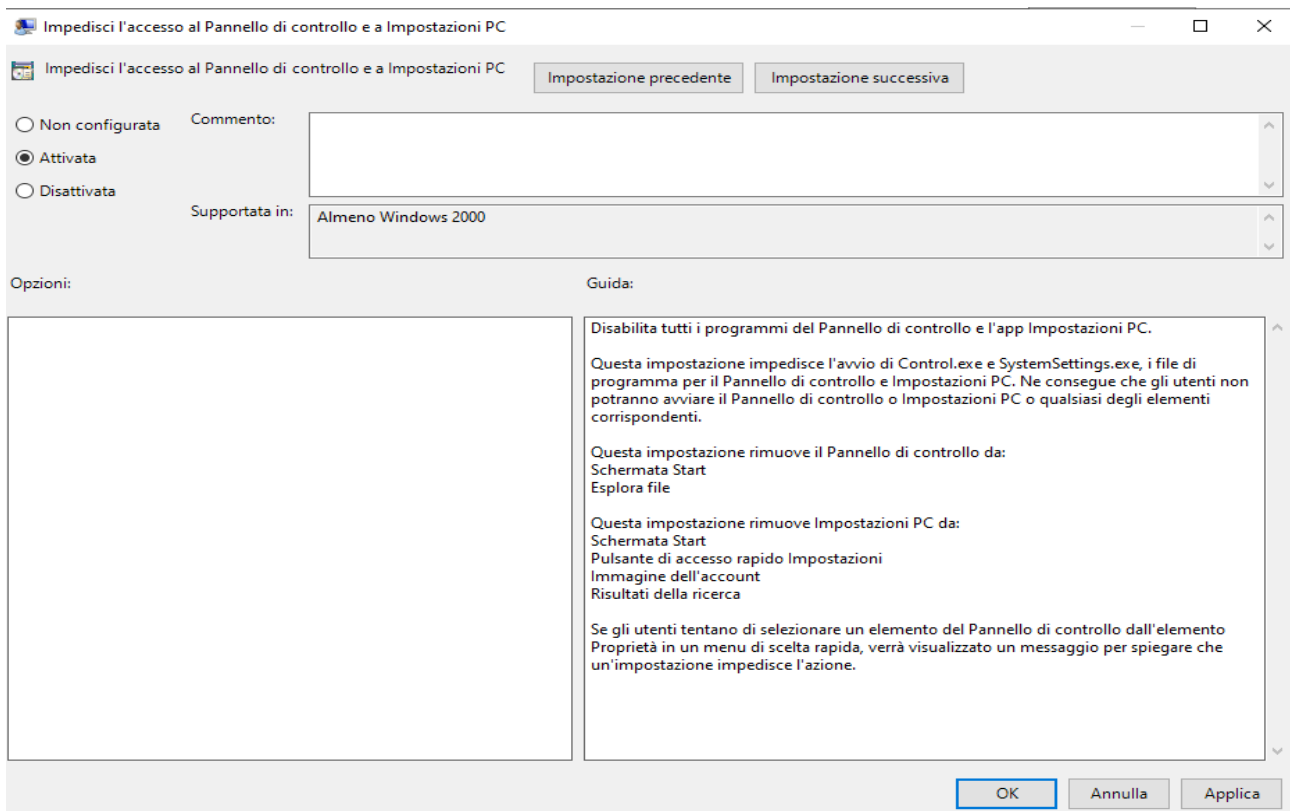 Impedisci l'accesso al Pannello di controllo e a Impostazioni PC
Impedisci l'accesso al Pannello di controllo e a Impostazioni PC
Impostazione precedente
Impostazione successiva
Non configurata
Commento:
Attivata
Disattivata
Supportata in:
Almeno Windows 2000
Opzioni:
Guida:
Disabilita tutti i programmi del Pannello di controllo e l'app Impostazioni PC.
Questa impostazione impedisce l'avvio di Control.exe e SystemSettings.exe, i file di
programma per il Pannello di controllo e Impostazioni PC. Ne consegue che gli utenti non
potranno avviare il Pannello di controllo o Impostazioni PC o qualsiasi degli elementi
corrispondenti.
Questa impostazione rimuove il Pannello di controllo da:
Schermata Start
Esplora file
Questa impostazione rimuove Impostazioni PC da:
Schermata Start
Pulsante di accesso rapido Impostazioni
Immagine dell'account
Risultati della ricerca
Se gli utenti tentano di selezionare un elemento del Pannello di controllo dall'elemento
Proprietà in un menu di scelta rapida, verrà visualizzato un messaggio per spiegare che
un'impostazione impedisce l'azione.
OK
Annulla
Applica